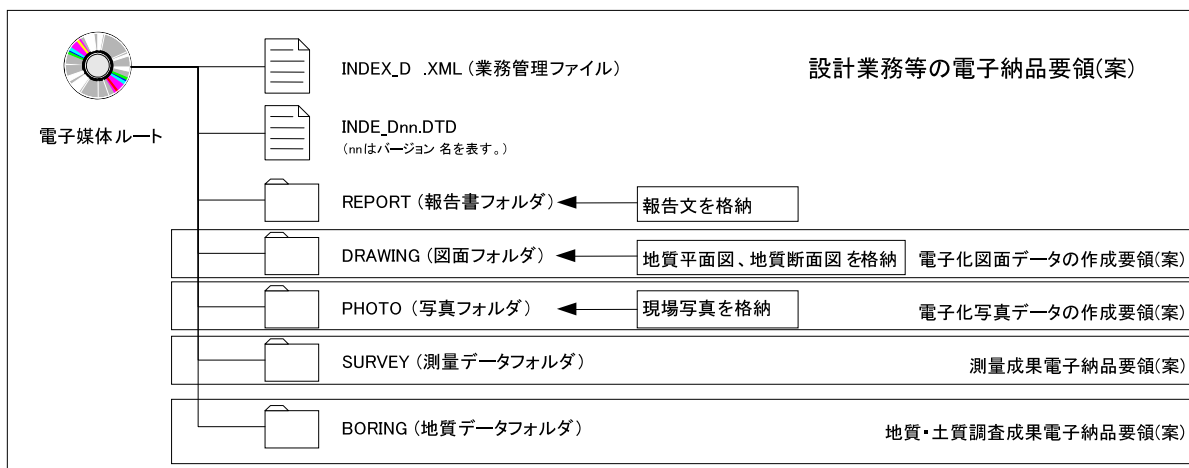 INDEX_D .XML (業務管理ファイル)
設計業務等の電子納品要領(案)
電子媒体ルート
INDE_Dnn.DTD
(nnはバージョン 名を表す。)
REPORT (報告書フォルダ)
報告文を格納
DRAWING (図面フォルダ)
地質平面図、地質断面図を格納
電子化図面データの作成要領(案)
PHOTO (写真フォルダ)
現場写真を格納
電子化写真データの作成要領(案)
SURVEY (測量データフォルダ)
測量成果電子納品要領(案)
BORING (地質データフォルダ)
地質・土質調査成果電子納品要領(案)